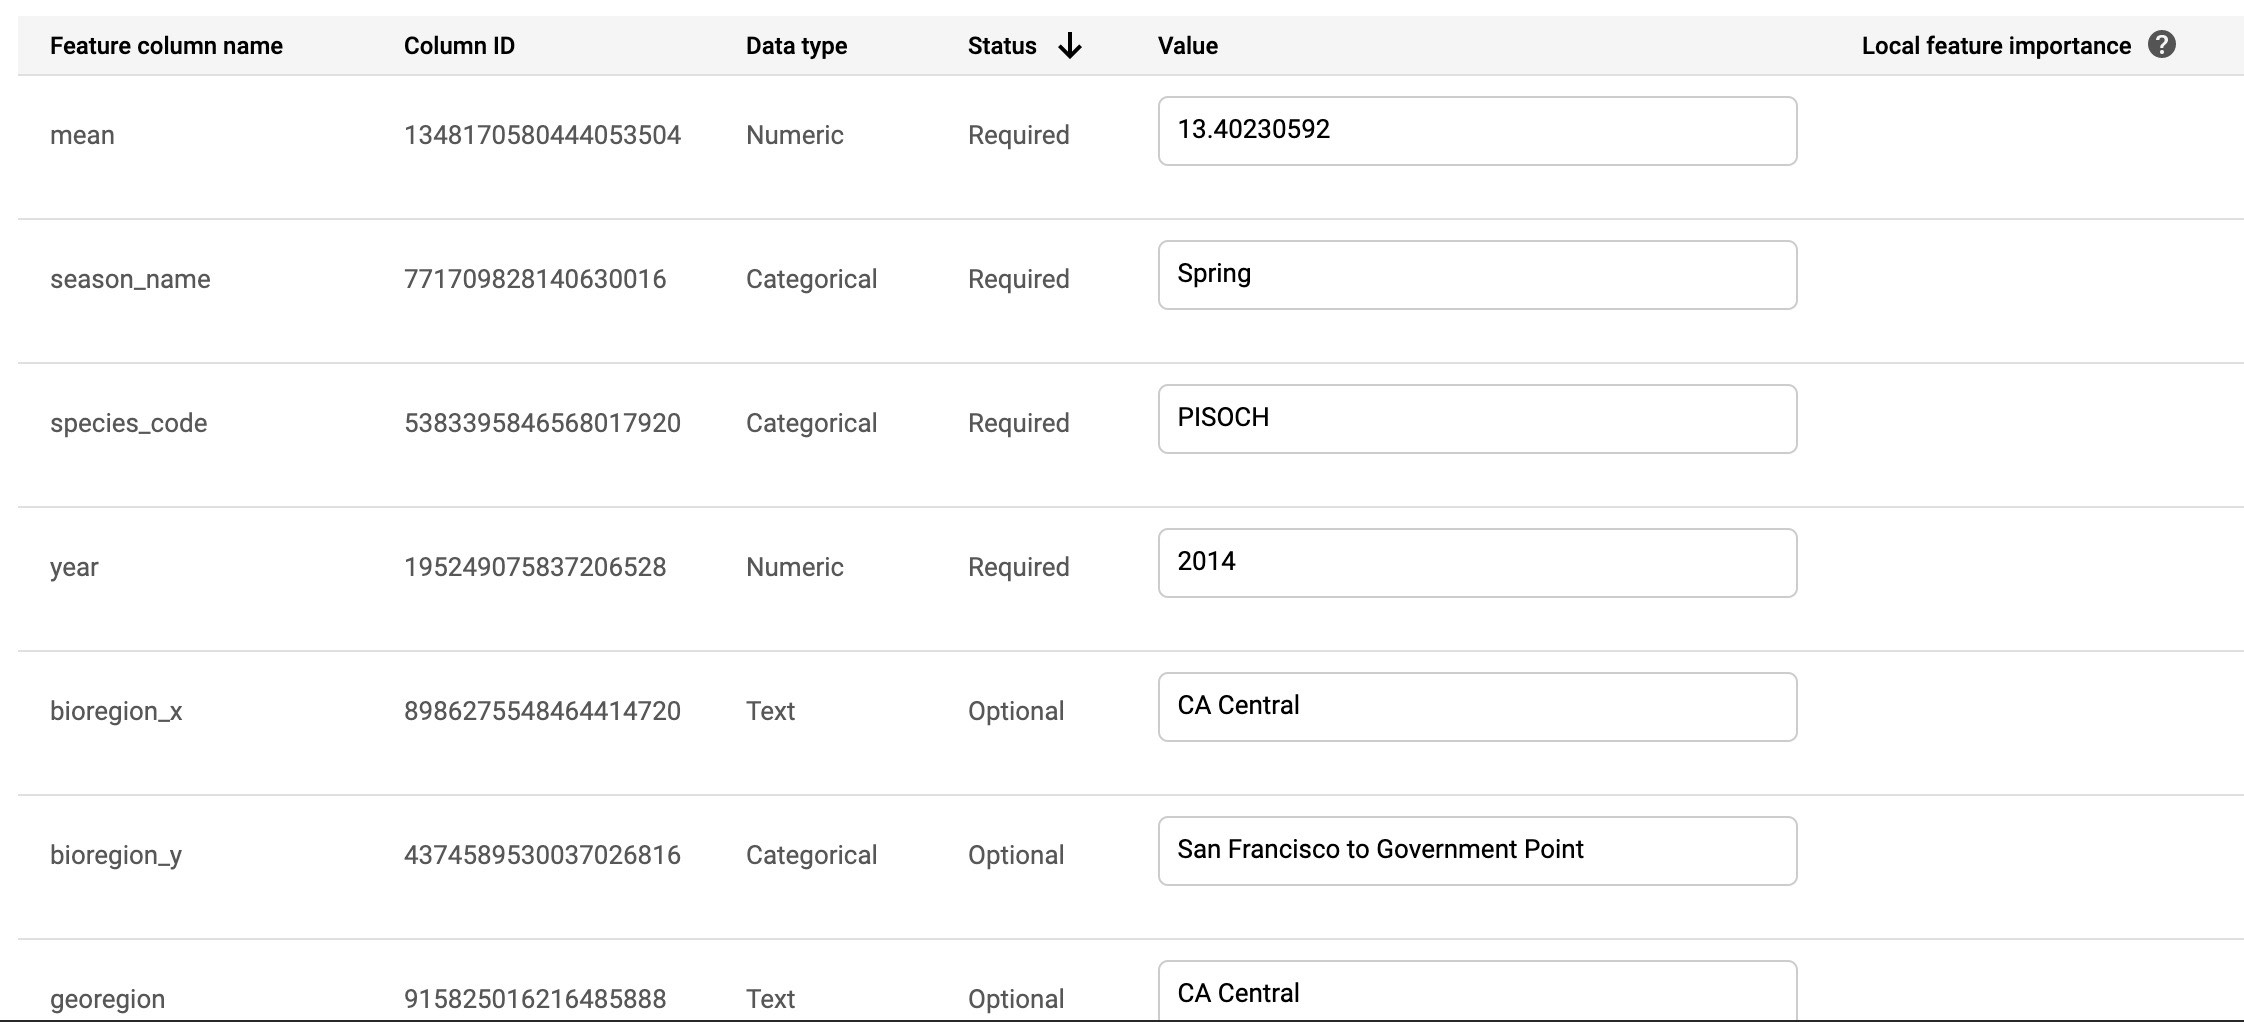 Feature column name Column ID Data type Status Value Local feature importance
mean 1348170580444053504 Numeric Required 13.40230592
season_name 771709828140630016 Categorical Required Spring
species_code 5383395846568017920 Categorical Required PISOCH
year 195249075837206528 Numeric Required 2014
bioregion_x 8986275548464414720 Text Optional CA Central
bioregion_y 4374589530037026816 Categorical Optional San Francisco to Government Point
georegion 915825016216485888 Text Optional CA Central